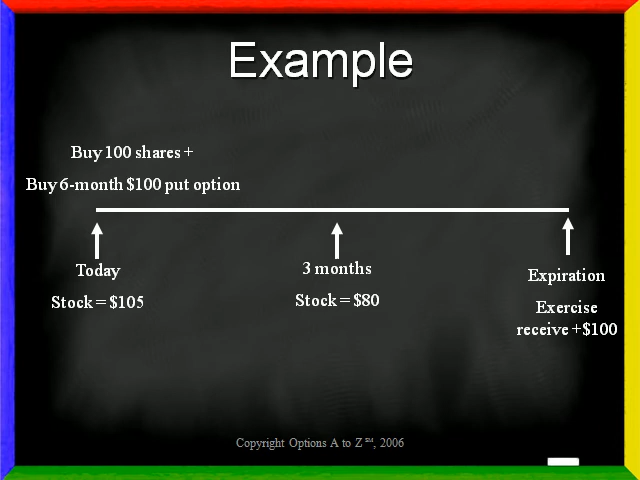 Example
Buy 100 shares +
Buy 6-month $100 put option
Today
Stock = $105
3 months
Stock = $80
Expiration
Exercise
receive +$100
Copyright Options A to Z ℠, 2006